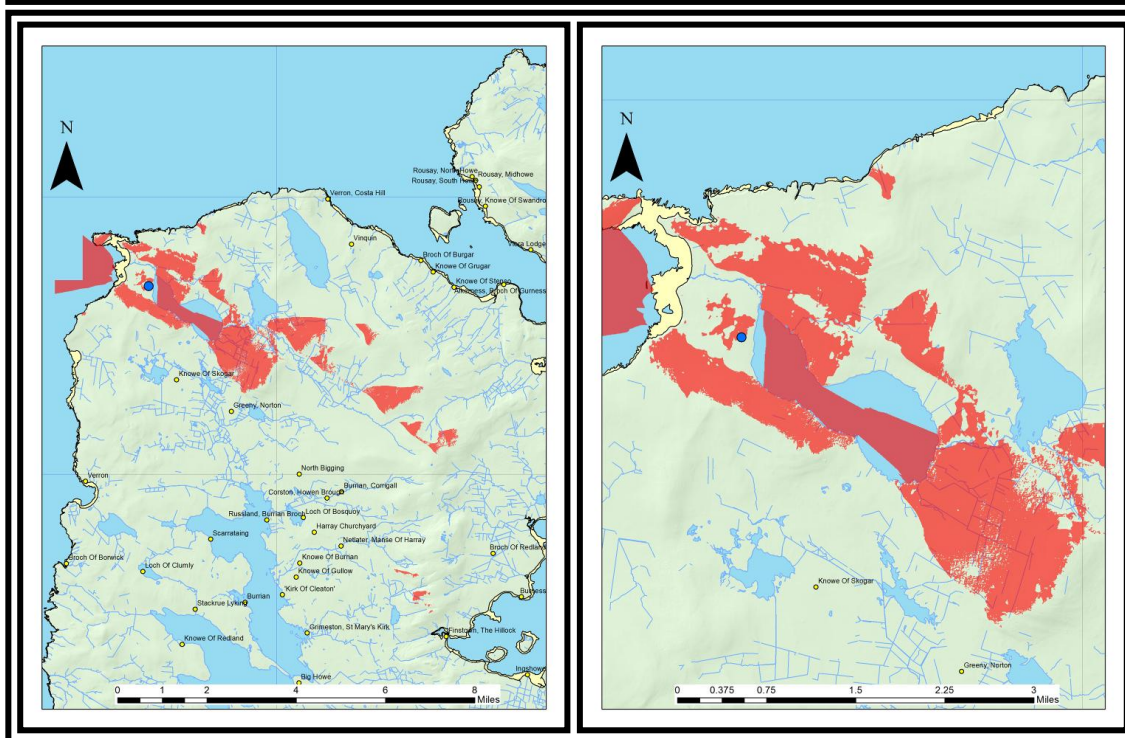 N
Rousay, North Howe
Rousay, Midhowe
Rousay, South Howe
Rousay, Knowe Of Swandro
Verron, Costa Hill
Vinquin
Viera Lodge
Broch Of Burgar
Knowe Of Grugar
Knowe Of Stenso
Aikerness, Broch Of Gurness
Knowe Of Skogar
Greeny, Norton
Verron
North Bigging
Burrian, Corrigall
Corston, Howen Brough
Russland, Burrian Broch
Loch Of Bosquoy
Scarrataing
Harray Churchyard
Netlater, Manse Of Harray
Broch Of Borwick
Broch Of Redland
Loch Of Clumly
Knowe Of Burrian
Knowe Of Gullow
'Kirk Of Cleaton'
Burness
Stackrue Lyking
Burrian
Grimeston, St Mary's Kirk
Finstown, The Hillock
Knowe Of Redland
Big Howe
Ingshowe
0 1 2 4 6 8
Miles
N
Knowe Of Skogar
Greeny, Norton
0 0.375 0.75 1.5 2.25 3
Miles